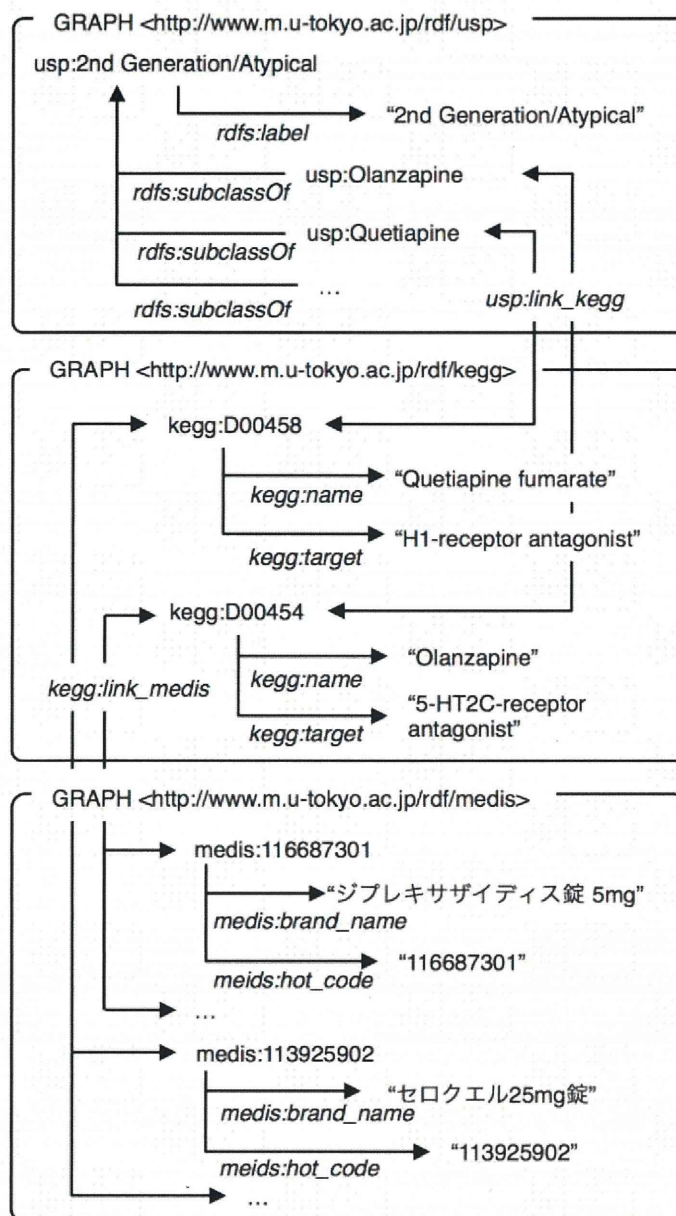 GRAPH <http://www.m.u-tokyo.ac.jp/rdf/usp>
usp:2nd Generation/Atypical
rdfs:label
“2nd Generation/Atypical”
rdfs:subclassOf
usp:Olanzapine
rdfs:subclassOf
usp:Quetiapine
rdfs:subclassOf
…
usp:link_kegg
GRAPH <http://www.m.u-tokyo.ac.jp/rdf/kegg>
kegg:D00458
kegg:name
“Quetiapine fumarate”
kegg:target
“H1-receptor antagonist”
kegg:D00454
kegg:name
“Olanzapine”
kegg:link_medis
kegg:target
“5-HT2C-receptor
antagonist”
GRAPH <http://www.m.u-tokyo.ac.jp/rdf/medis>
medis:116687301
“ジプレキサザイディス錠 5mg”
medis:brand_name
meids:hot_code
“116687301”
…
medis:113925902
“セロクエル25mg錠”
medis:brand_name
meids:hot_code
“113925902”
…